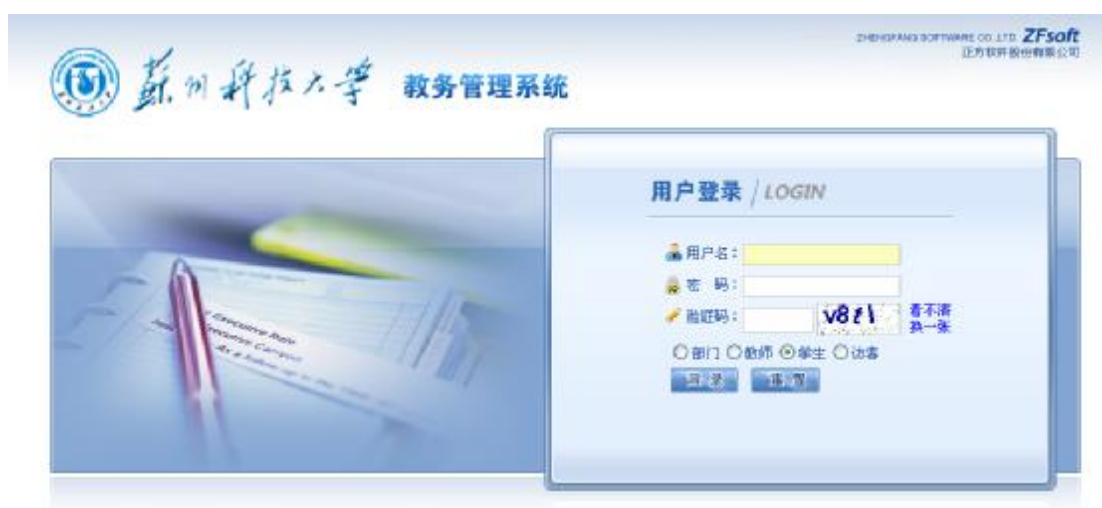 ZHENGFANG SOFTWARE CO.,LTD. ZFsoft
正方软件股份有限公司
蘇州科技大学 教务管理系统
用户登录 / LOGIN
用户名：
密 码：
验证码： v8tl 看不清
换一张
部门 教师 学生 访客
登 录 重 置